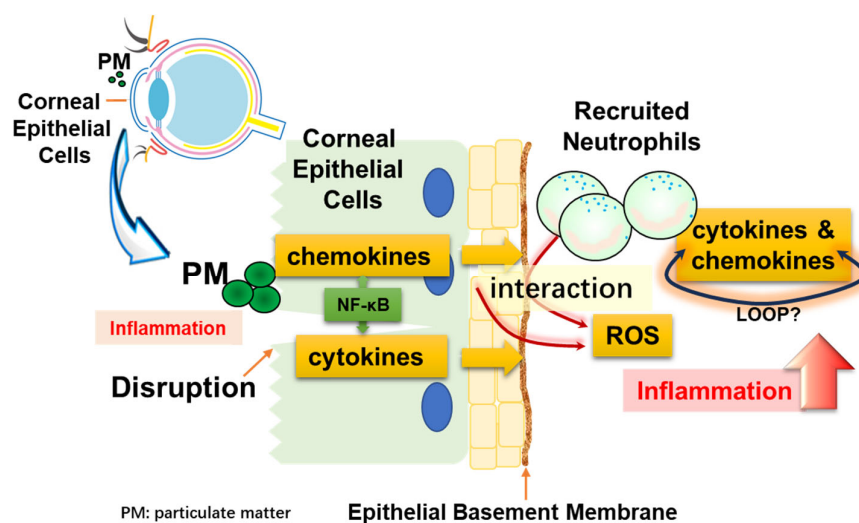 PM
Corneal
Epithelial
Cells
Corneal
Epithelial
Cells
Recruited
Neutrophils
chemokines
cytokines &
chemokines
PM
NF-κB
interaction
LOOP?
Inflammation
cytokines
ROS
Disruption
Inflammation
PM: particulate matter
Epithelial Basement Membrane